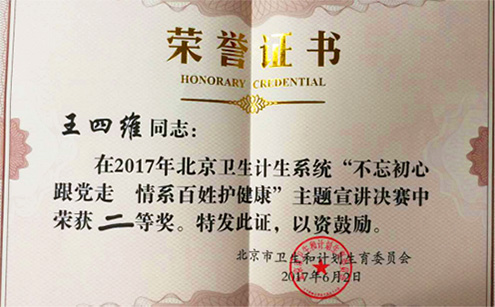 荣誉证书
HONORARY CREDENTIAL
王四维同志：
在2017年北京卫生计生系统“不忘初心
跟党走 情系百姓护健康”主题宣讲决赛中
荣获 二等奖。特发此证，以资鼓励。
北京市卫生和计划生育委员会
2017年6月2日